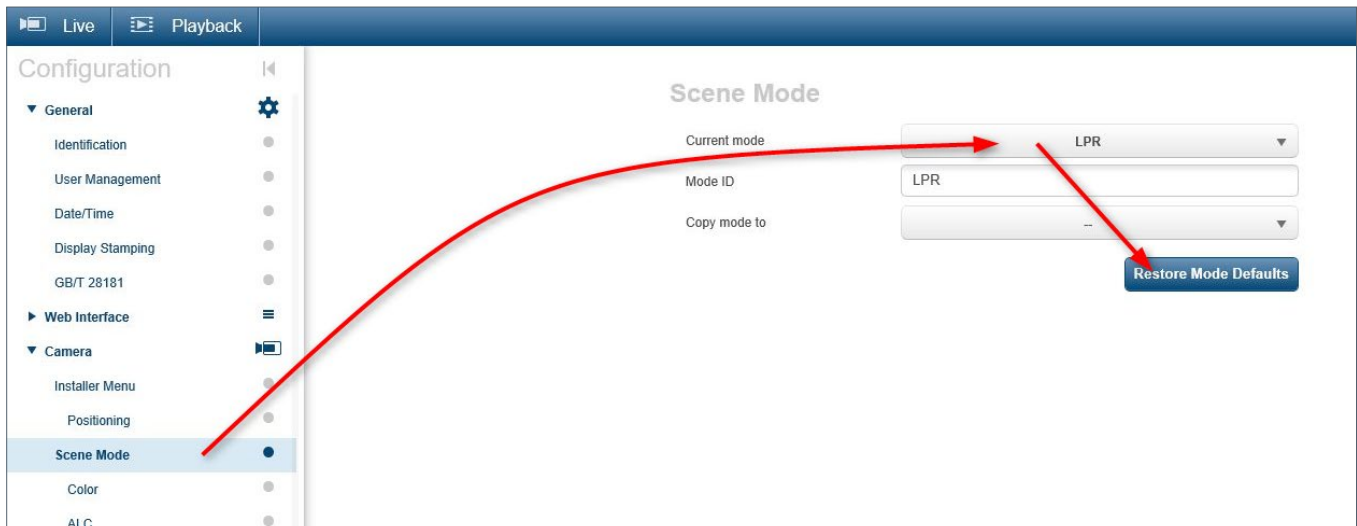 Live Playback
Configuration
General
Identification
User Management
Date/Time
Display Stamping
GB/T 28181
Web Interface
Camera
Installer Menu
Positioning
Scene Mode
Color
ALC
Scene Mode
Current mode LPR
Mode ID LPR
Copy mode to --
Restore Mode Defaults